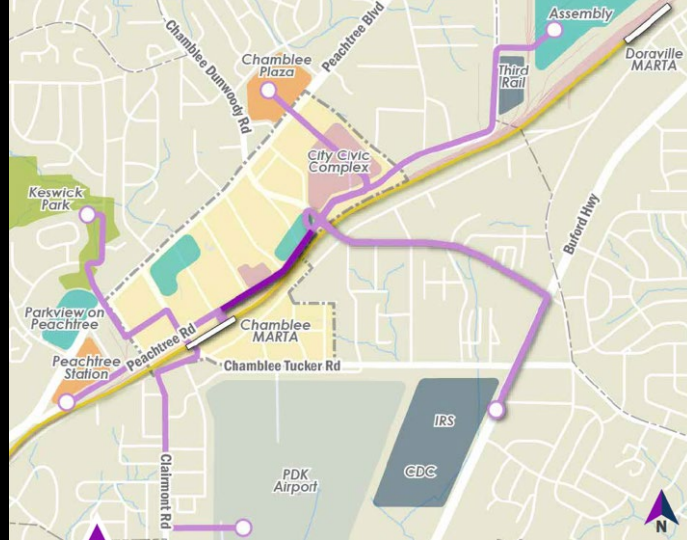 Assembly
Doraville
MARTA
Third
Rail
Peachtree Blvd
Chamblee Dunwoody Rd
Chamblee
Plaza
City Civic
Complex
Keswick
Park
Buford Hwy
Parkview on
Peachtree
Peachtree Rd
Chamblee
MARTA
Peachtree
Station
Chamblee Tucker Rd
IRS
CDC
PDK
Airport
Clairmont Rd
N